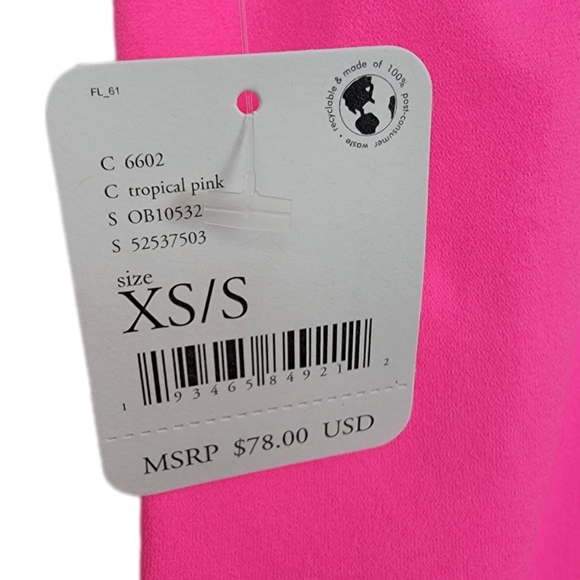 FL_61
recyclable & made of 100% post-consumer waste •
C 6602
C tropical pink
S OB10532
S 52537503
size
XS/S
1 93465 84921 2
MSRP $78.00 USD